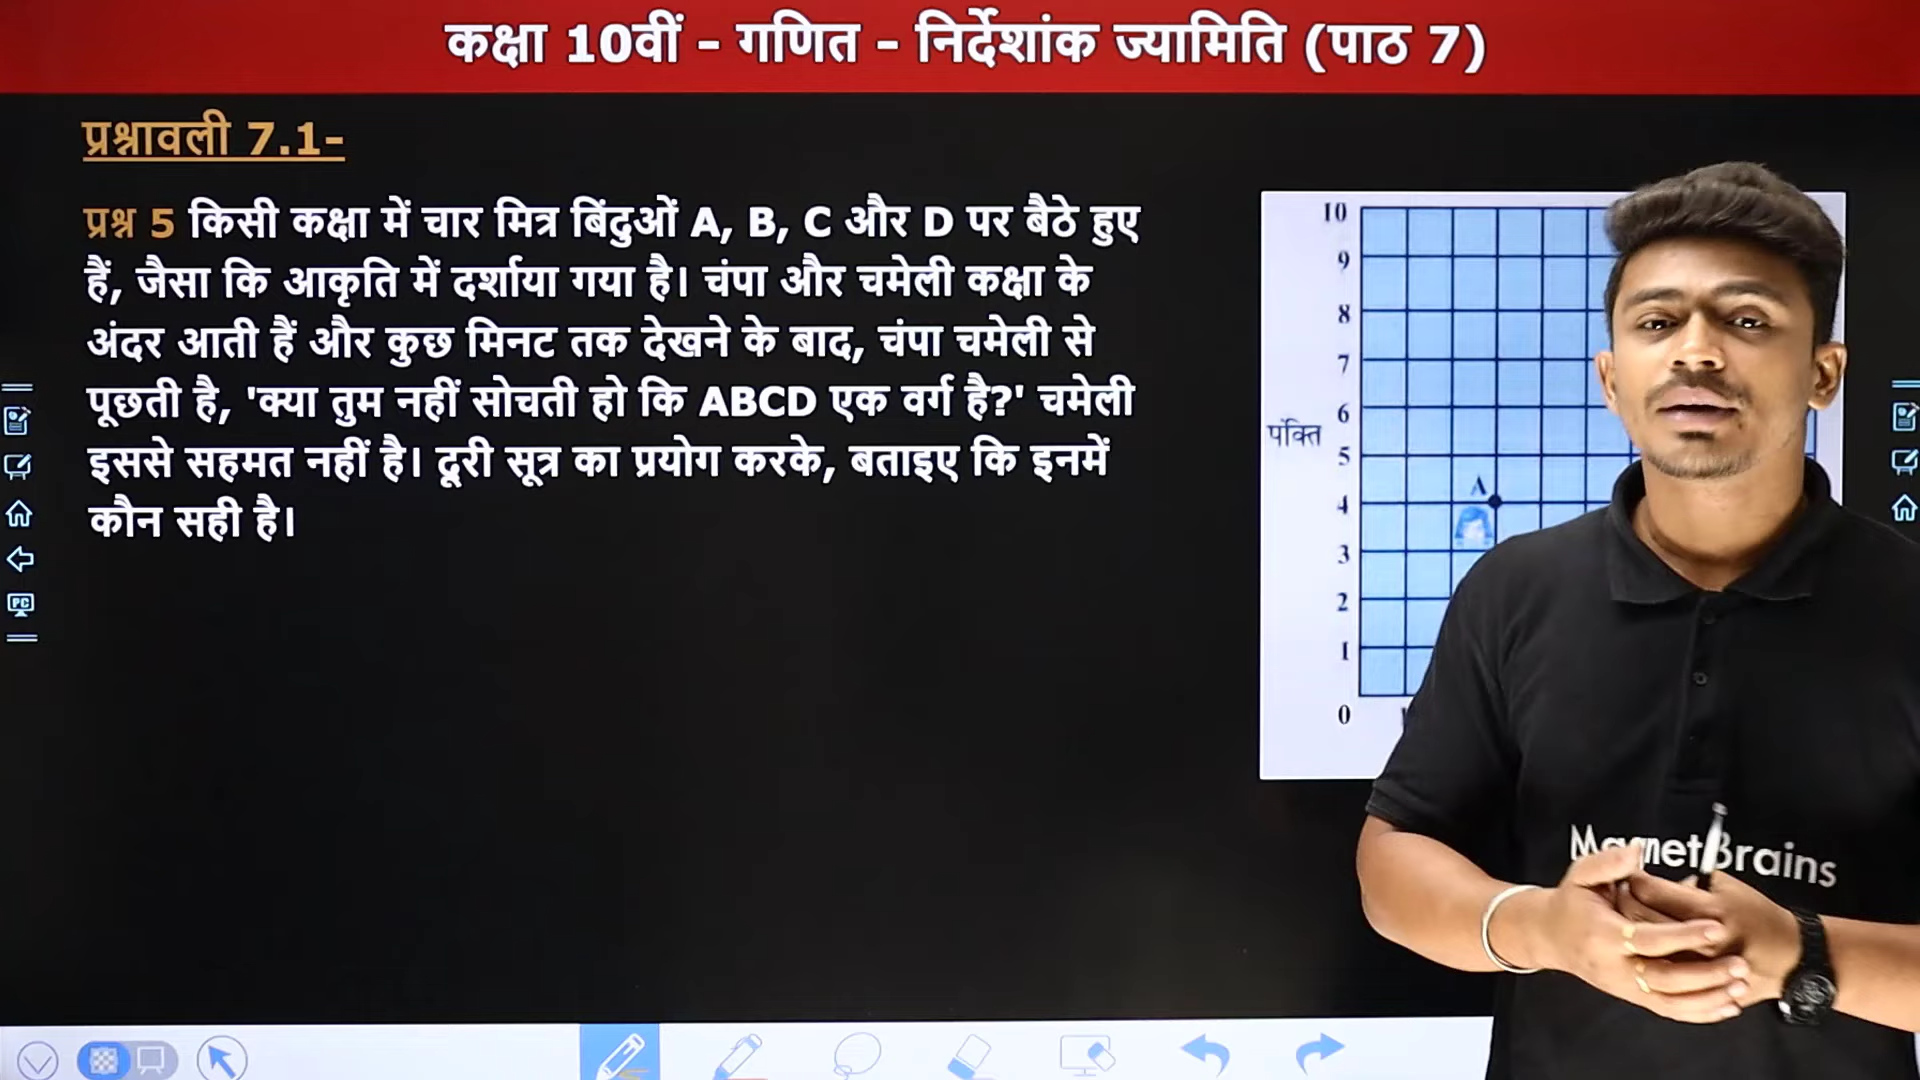 कक्षा 10वीं - गणित - निर्देशांक ज्यामिति (पाठ 7)
प्रश्नावली 7.1-
प्रश्न 5 किसी कक्षा में चार मित्र बिंदुओं A, B, C और D पर बैठे हुए
हैं, जैसा कि आकृति में दर्शाया गया है। चंपा और चमेली कक्षा के
अंदर आती हैं और कुछ मिनट तक देखने के बाद, चंपा चमेली से
पूछती है, 'क्या तुम नहीं सोचती हो कि ABCD एक वर्ग है?' चमेली
इससे सहमत नहीं है। दूरी सूत्र का प्रयोग करके, बताइए कि इनमें
कौन सही है।
10
9
8
7
6
पंक्ति
5
A
4
3
2
1
0
MagnetBrains
PC